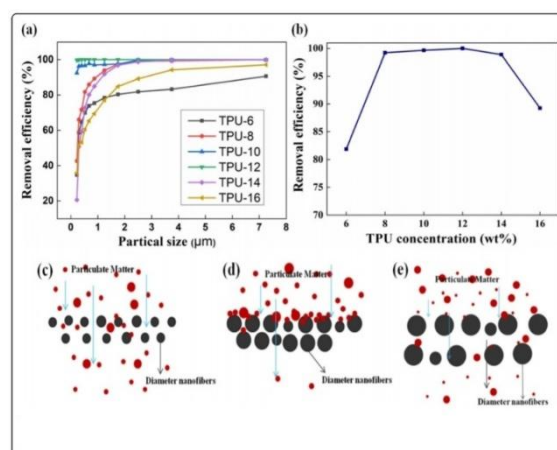 (a)
Removal efficiency (%)
100
80
60
40
20
TPU-6
TPU-8
TPU-10
TPU-12
TPU-14
TPU-16
0 1 2 3 4 5 6 7 8
Partical size (μm)
(b)
Removal efficiency (%)
100
95
90
85
80
75
70
6 8 10 12 14 16
TPU concentration (wt%)
(c)
Particulate Matter
Diameter nanofibers
(d)
Particulate Matter
Diameter nanofibers
(e)
Particulate Matter
Diameter nanofibers